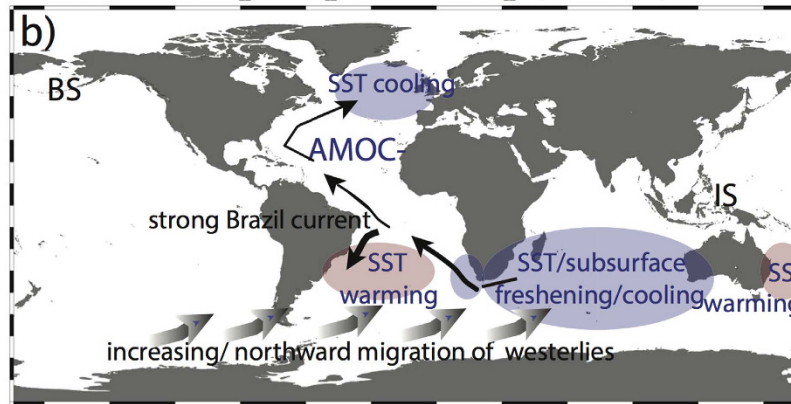 b)
BS
SST cooling
AMOC-
IS
strong Brazil current
SST
warming
SST/subsurface
freshening/cooling
SS
warming
increasing/ northward migration of westerlies